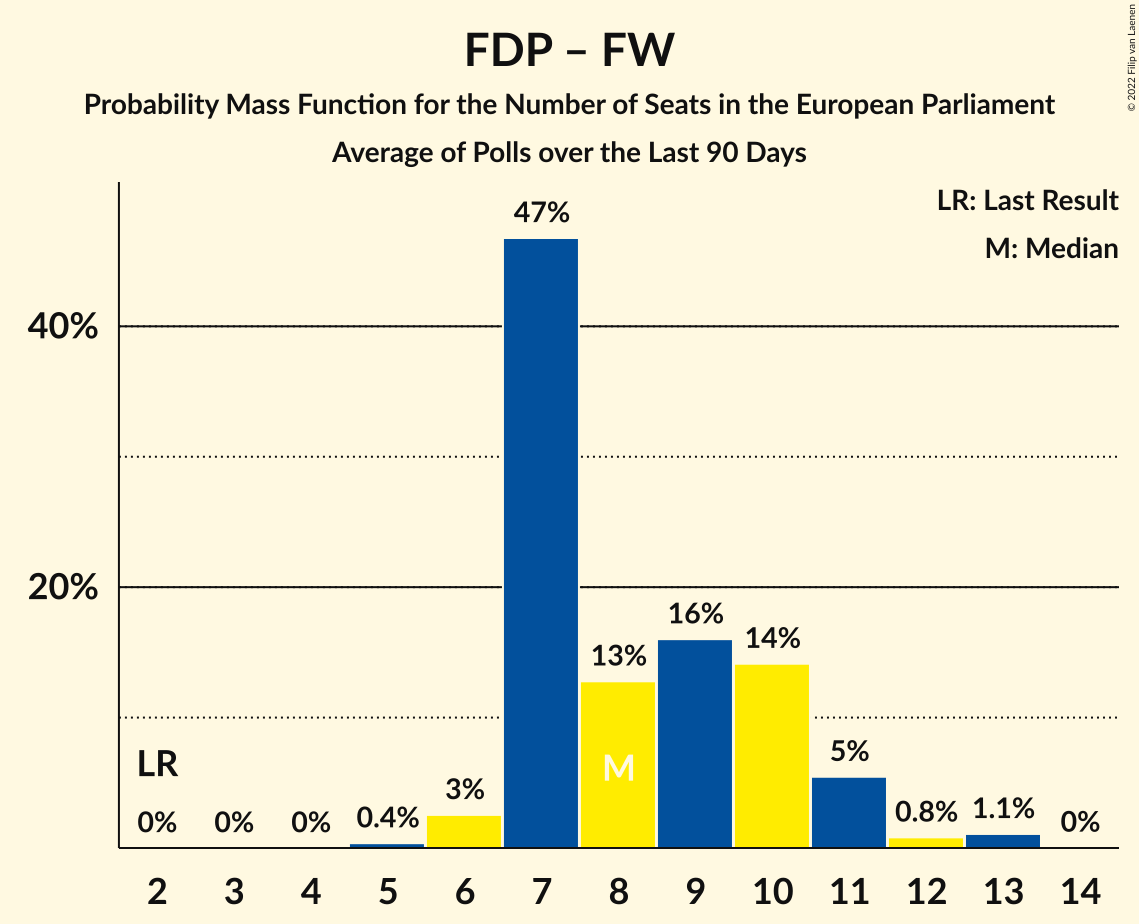 FDP – FW
Probability Mass Function for the Number of Seats in the European Parliament
Average of Polls over the Last 90 Days
© 2022 Filip van Laenen
LR: Last Result
M: Median
40%
20%
47%
16%
14%
13%
5%
3%
0.4%
0.8%
1.1%
LR
M
0%
0%
0%
0%
2 3 4 5 6 7 8 9 10 11 12 13 14